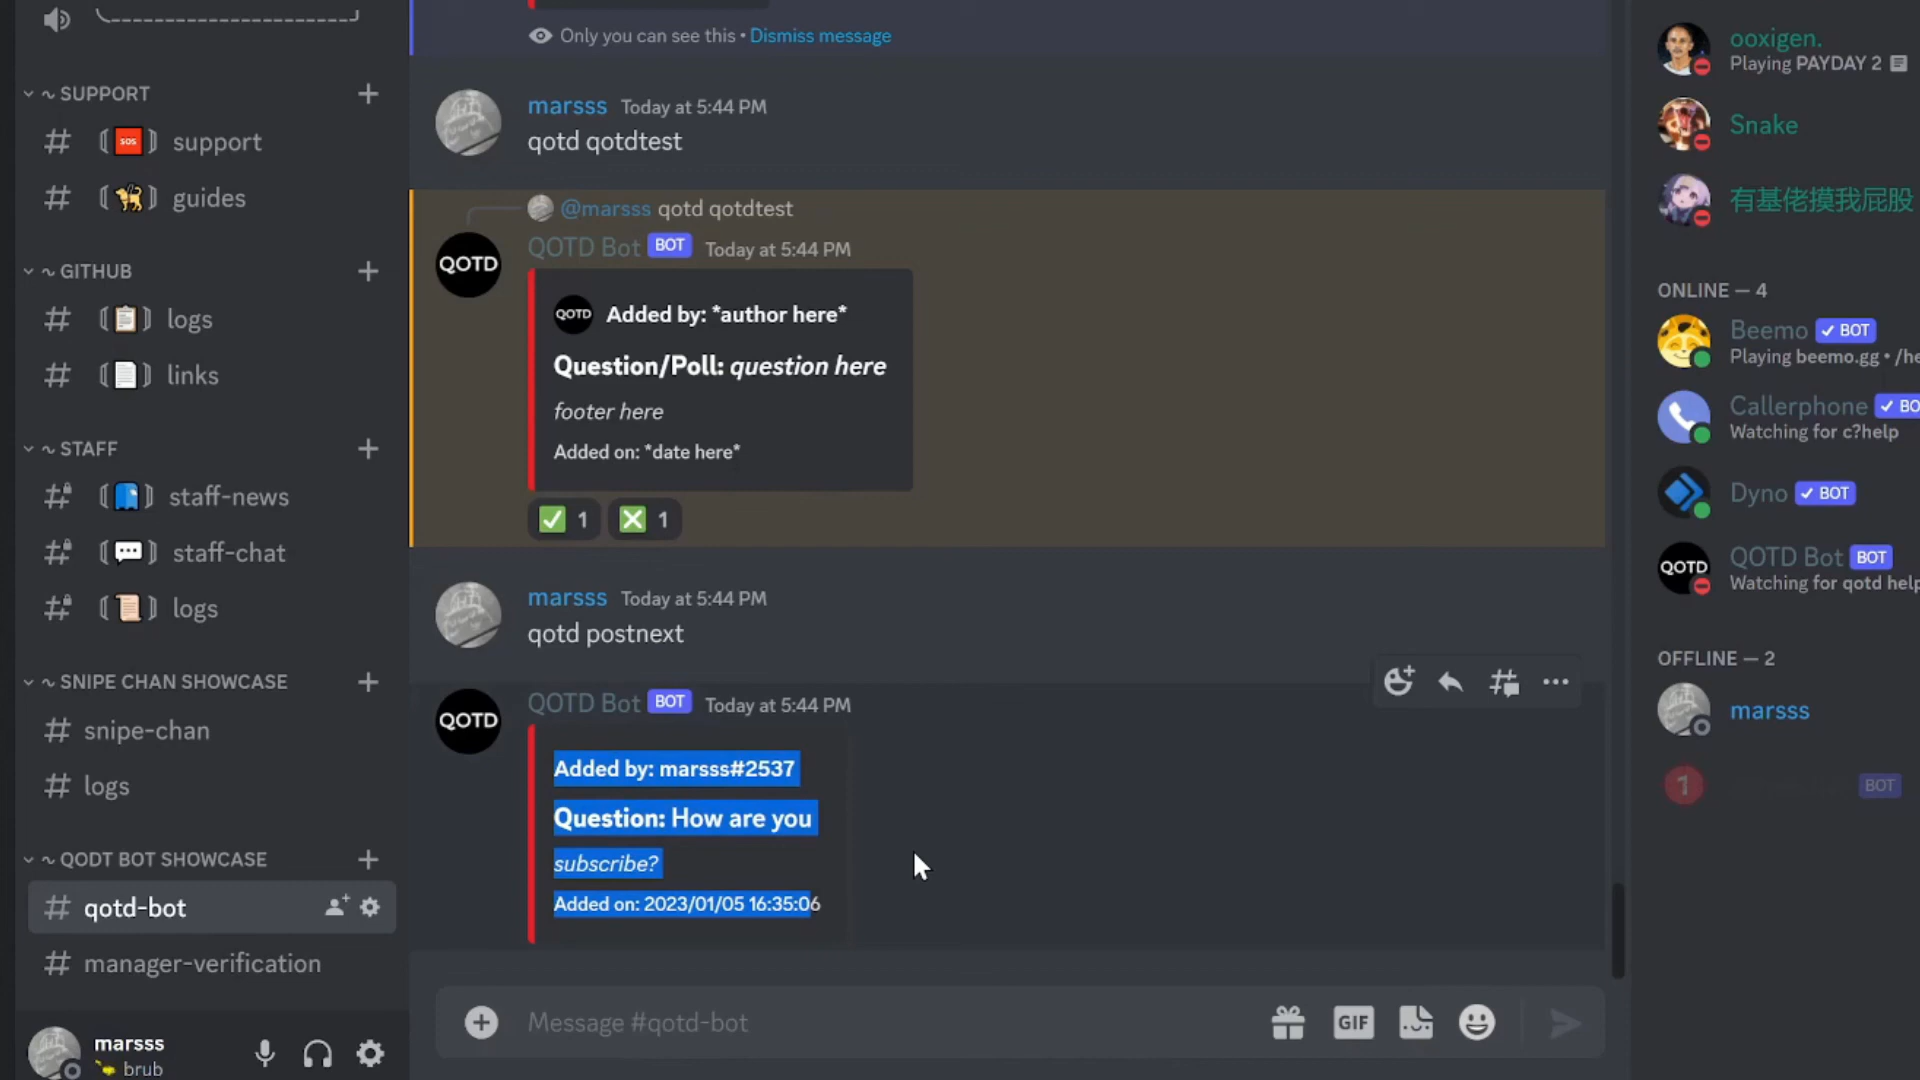 ~ SUPPORT
sos support
guides
~ GITHUB
logs
links
~ STAFF
staff-news
staff-chat
logs
~ SNIPE CHAN SHOWCASE
snipe-chan
logs
~ QODT BOT SHOWCASE
qotd-bot
manager-verification
marsss
brub
Only you can see this • Dismiss message
marsss Today at 5:44 PM
qotd qotdtest
@marsss qotd qotdtest
QOTD
QOTD Bot BOT Today at 5:44 PM
QOTD Added by: *author here*
Question/Poll: question here
footer here
Added on: *date here*
1 1
marsss Today at 5:44 PM
qotd postnext
QOTD
QOTD Bot BOT Today at 5:44 PM
Added by: marsss#2537
Question: How are you
subscribe?
Added on: 2023/01/05 16:35:06
Message #qotd-bot
GIF
ooxigen.
Playing PAYDAY 2
Snake
有基佬摸我屁股
ONLINE — 4
Beemo BOT
Playing beemo.gg • /he
Callerphone BO
Watching for c?help
Dyno BOT
QOTD
QOTD Bot BOT
Watching for qotd help
OFFLINE — 2
marsss
1 BOT